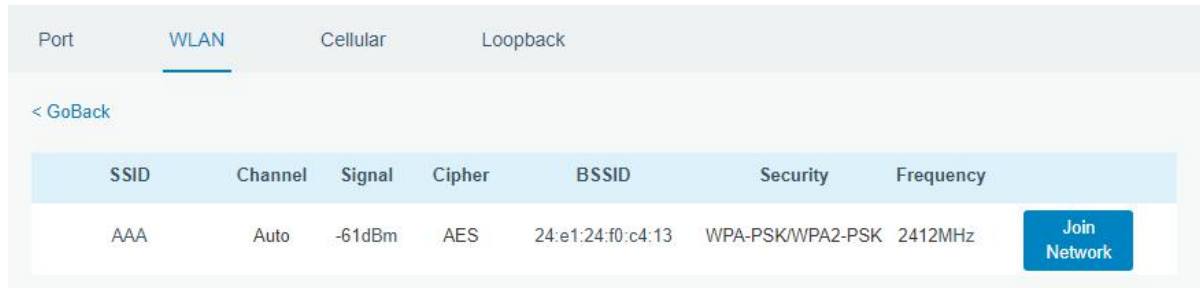 Port WLAN Cellular Loopback
< GoBack
SSID Channel Signal Cipher BSSID Security Frequency
AAA Auto -61dBm AES 24:e1:24:f0:c4:13 WPA-PSK/WPA2-PSK 2412MHz Join
Network